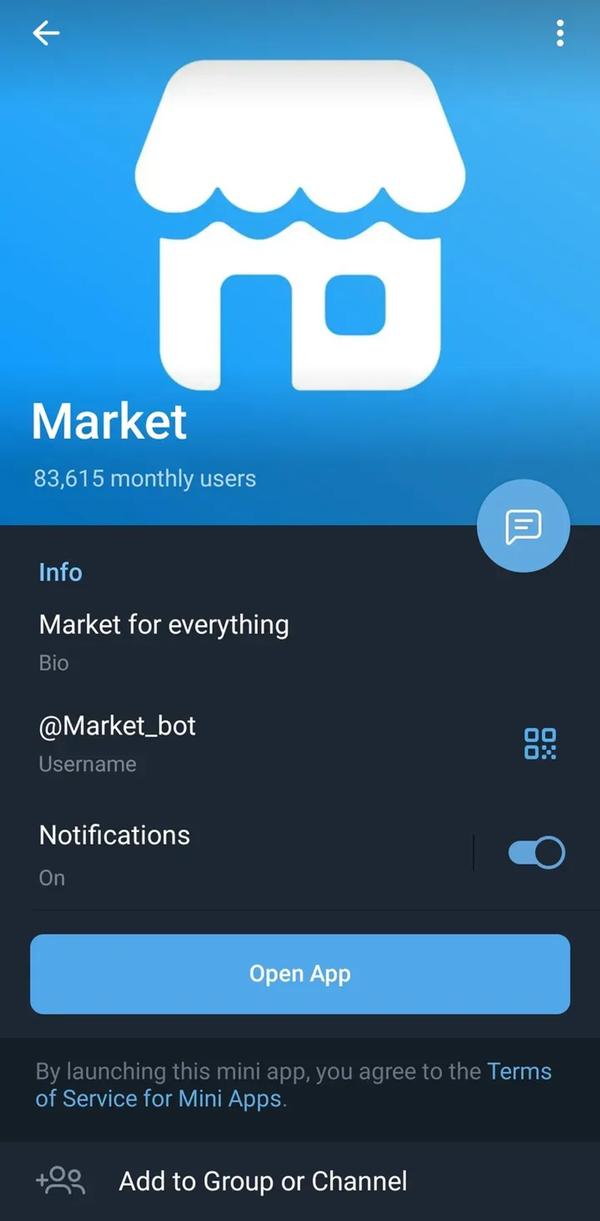 Market
83,615 monthly users
Info
Market for everything
Bio
@Market_bot
Username
Notifications
On
Open App
By launching this mini app, you agree to the Terms
of Service for Mini Apps.
Add to Group or Channel